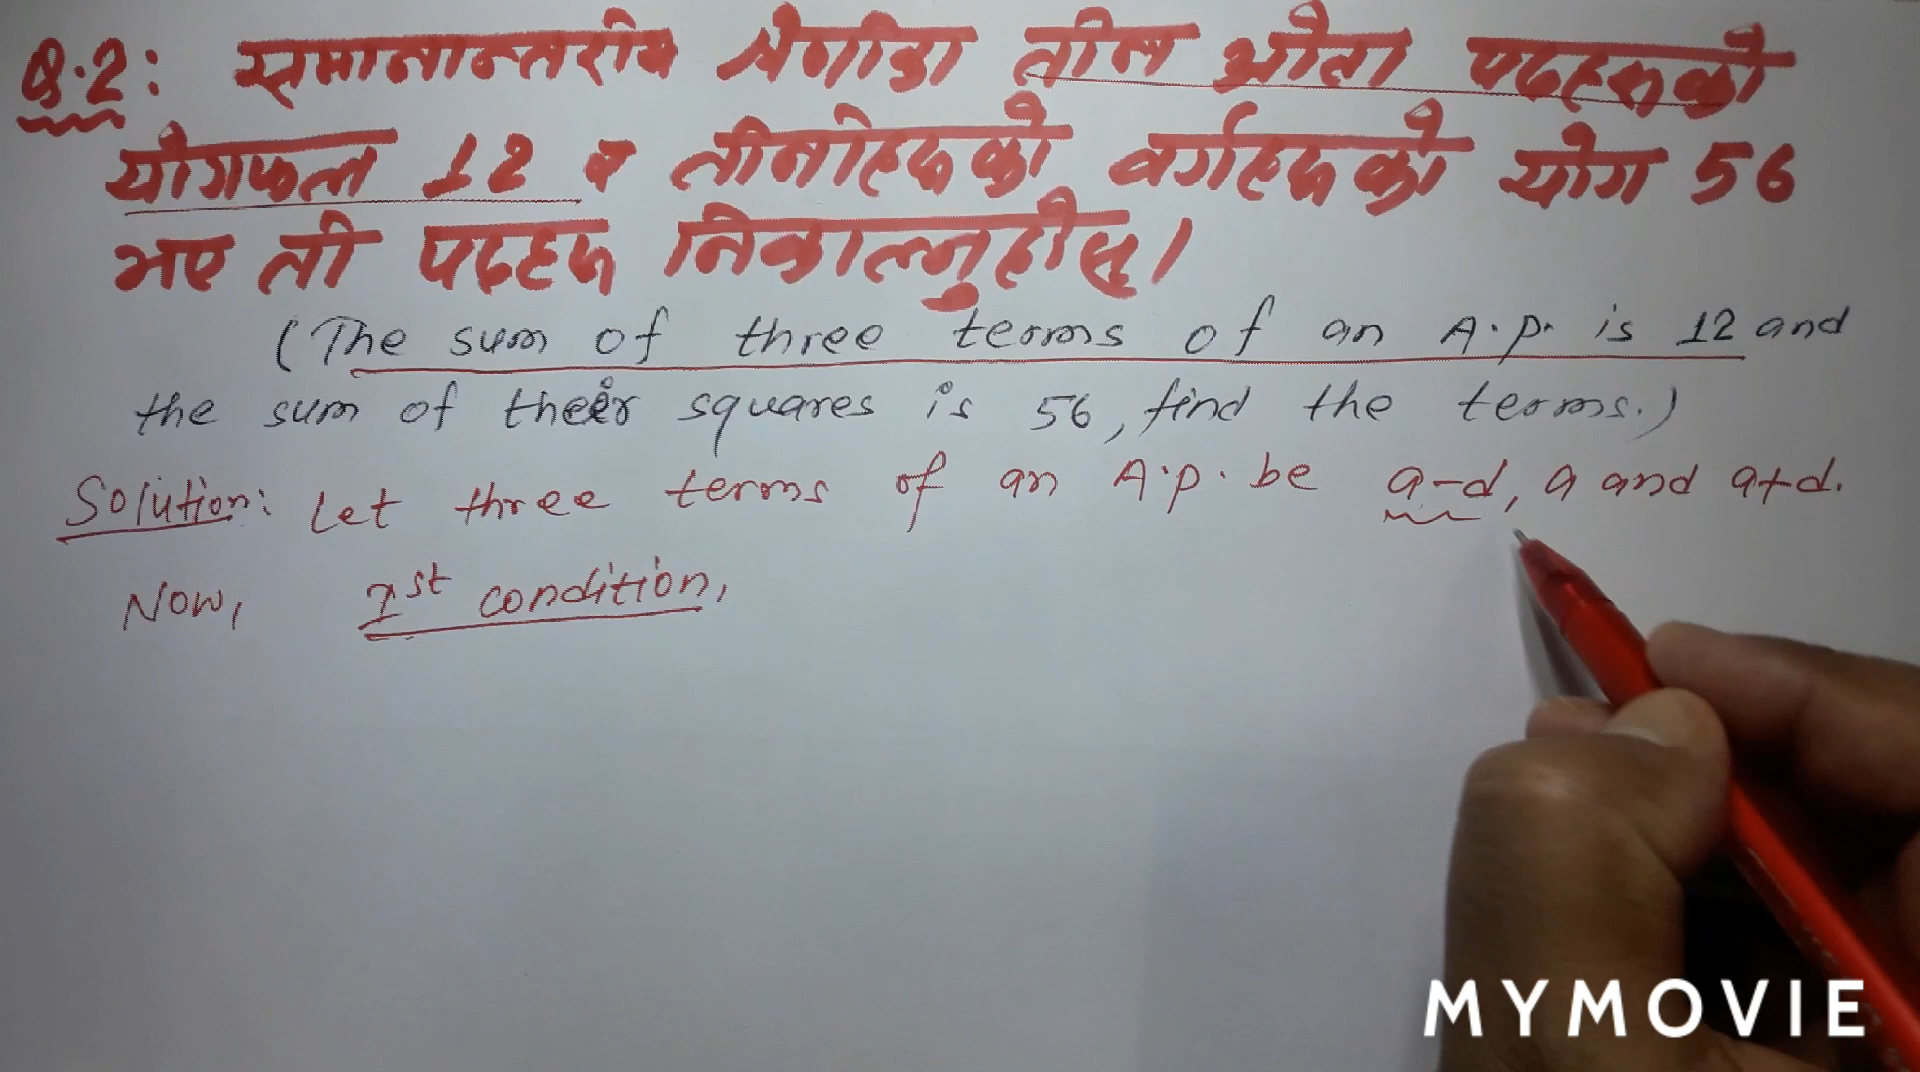 Q.2: समानान्तरीय श्रेणीका तीन ओटा पदहरूको
योगफल 12 र तीनीहरूको वर्गहरूको योग 56
भए ती पदहरू निकाल्नुहोस्।
(The sum of three terms of an A.P. is 12 and
the sum of their squares is 56, find the terms.)
Solution: Let three terms of an A.P. be a-d, a and a+d.
Now, 1st condition,
MYMOVIE